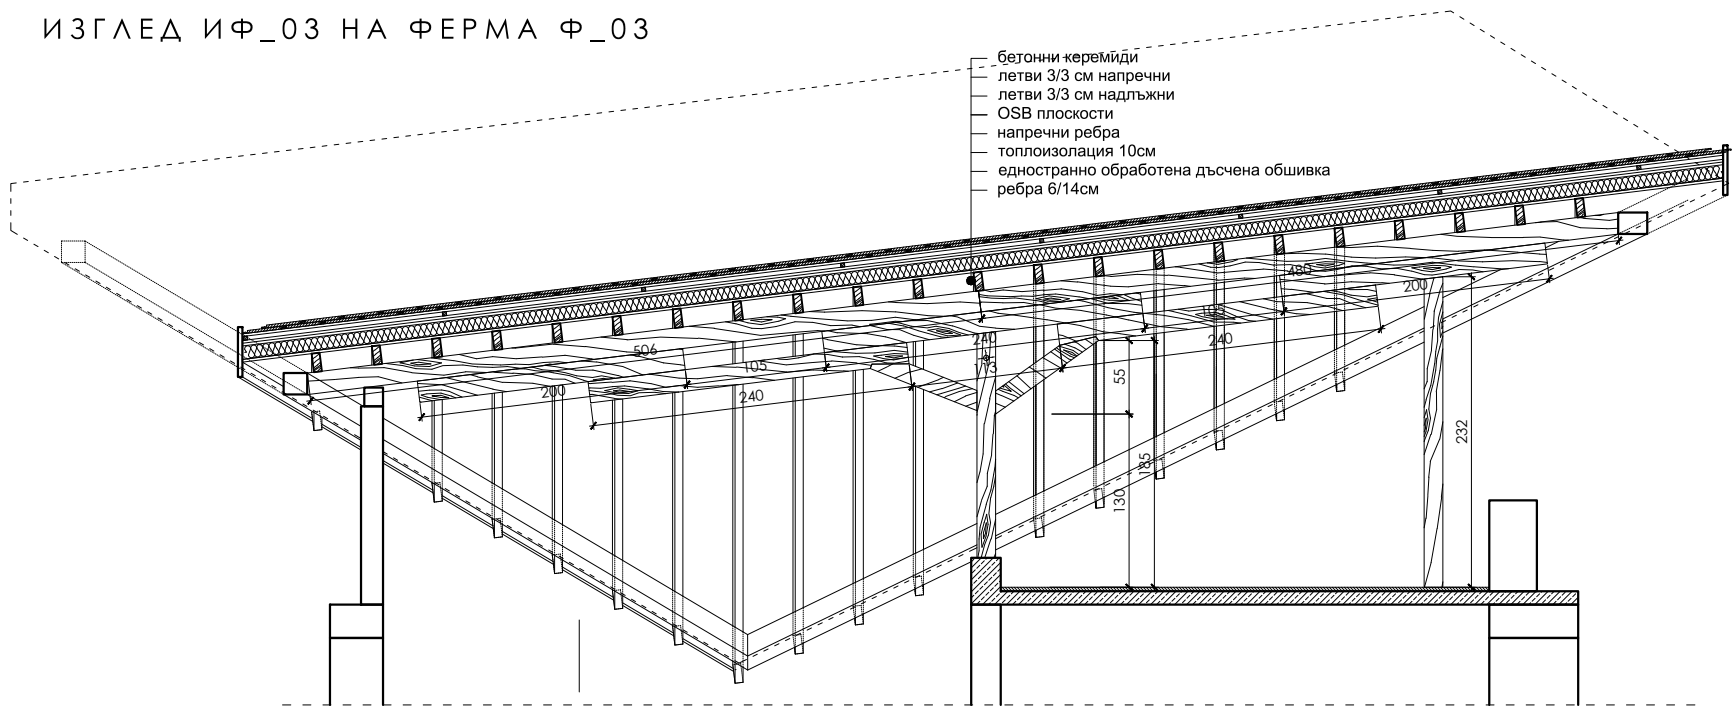 ИЗГЛЕД ИФ_03 НА ФЕРМА Ф_03
бетонни керемиди
летви 3/3 см напречни
летви 3/3 см надлъжни
OSB плоскости
напречни ребра
топлоизолация 10см
едностранно обработена дъсчена обшивка
ребра 6/14см
480
200
240
240
506
105
113
200
240
55
232
185
130